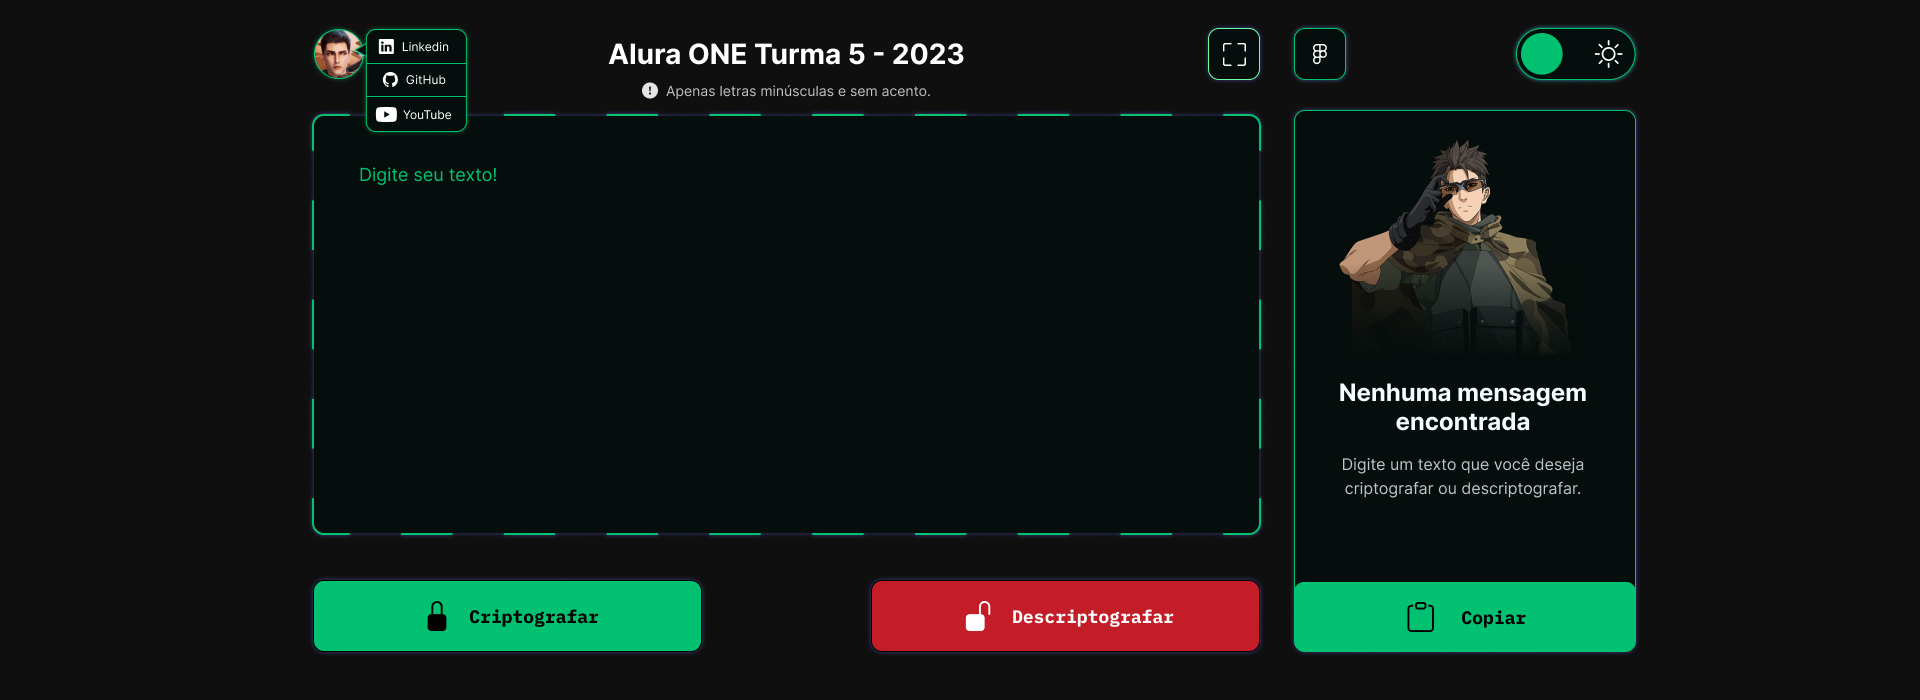 Linkedin
GitHub
YouTube
Alura ONE Turma 5 - 2023
Apenas letras minúsculas e sem acento.
Digite seu texto!
Criptografar
Descriptografar
Nenhuma mensagem
encontrada
Digite um texto que você deseja
criptografar ou descriptografar.
Copiar